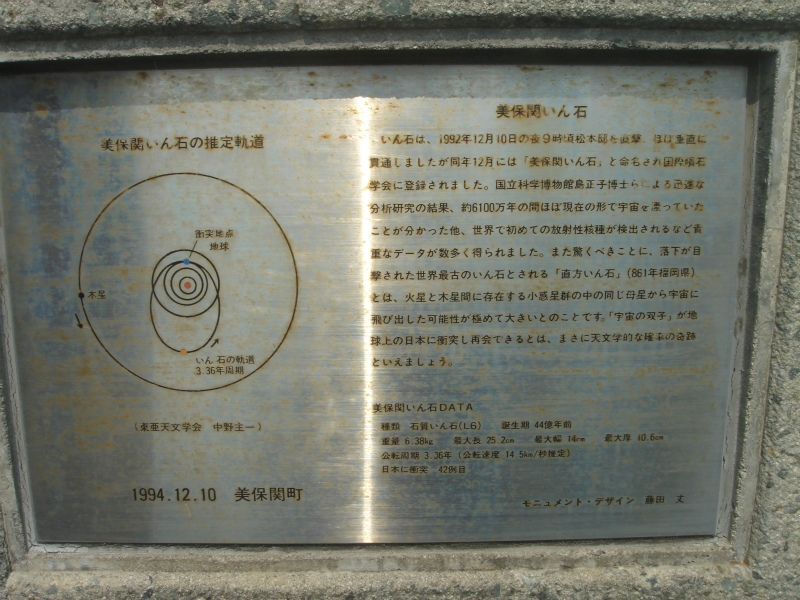 美保関いん石の推定軌道
衝突地点
地球
木星
いん石の軌道
3.36年周期
(東亜天文学会 中野主一)
1994.12.10 美保関町
美保関いん石
いん石は、1992年12月10日の夜9時頃松本邸を直撃、ほぼ垂直に
貫通しましたが同年12月には「美保関いん石」と命名され国際隕石
学会に登録されました。国立科学博物館島正子博士らによる迅速な
分析研究の結果、約6100万年の間ほぼ現在の形で宇宙を漂っていた
ことが分かった他、世界で初めての放射性核種が検出されるなど貴
重なデータが数多く得られました。また驚くべきことに、落下が目
撃された世界最古のいん石とされる「直方いん石」(861年福岡県)
とは、火星と木星間に存在する小惑星群の中の同じ母星から宇宙に
飛び出した可能性が極めて大きいとのことです。「宇宙の双子」が地
球上の日本に衝突し再会できるとは、まさに天文学的な確率の奇跡
といえましょう。
美保関いん石DATA
種類 石質いん石(L6) 誕生期 44億年前
重量 6.38kg 最大長 25.2cm 最大幅 14cm 最大厚 10.6cm
公転周期 3.36年(公転速度 14.5km/秒推定)
日本に衝突 42例目
モニュメント・デザイン 藤田 丈